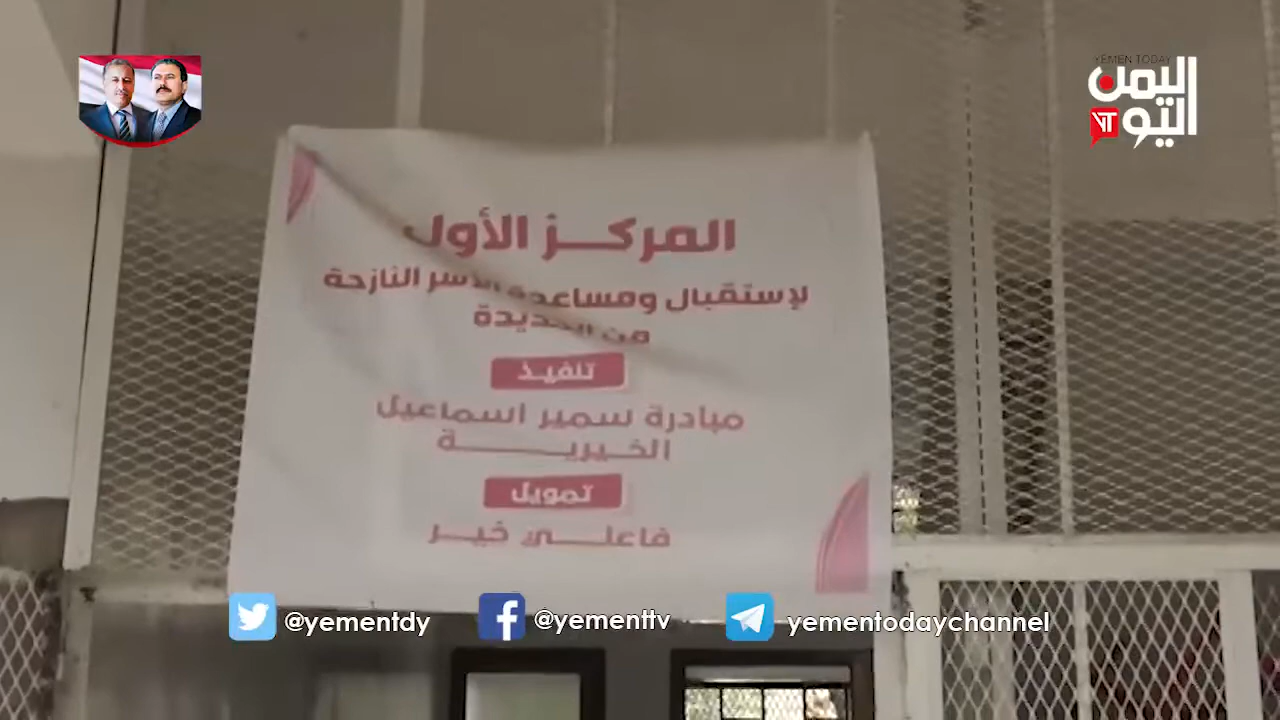 YEMEN TODAY
اليمن
اليوم
المركز الأول
لإستقبال ومساعدة الأسر النازحة
من الحديدة
تنفيذ
مبادرة سمير اسماعيل
الخيرية
تمويل
فاعلي خير
@yementdy
@yementtv
yementodaychannel